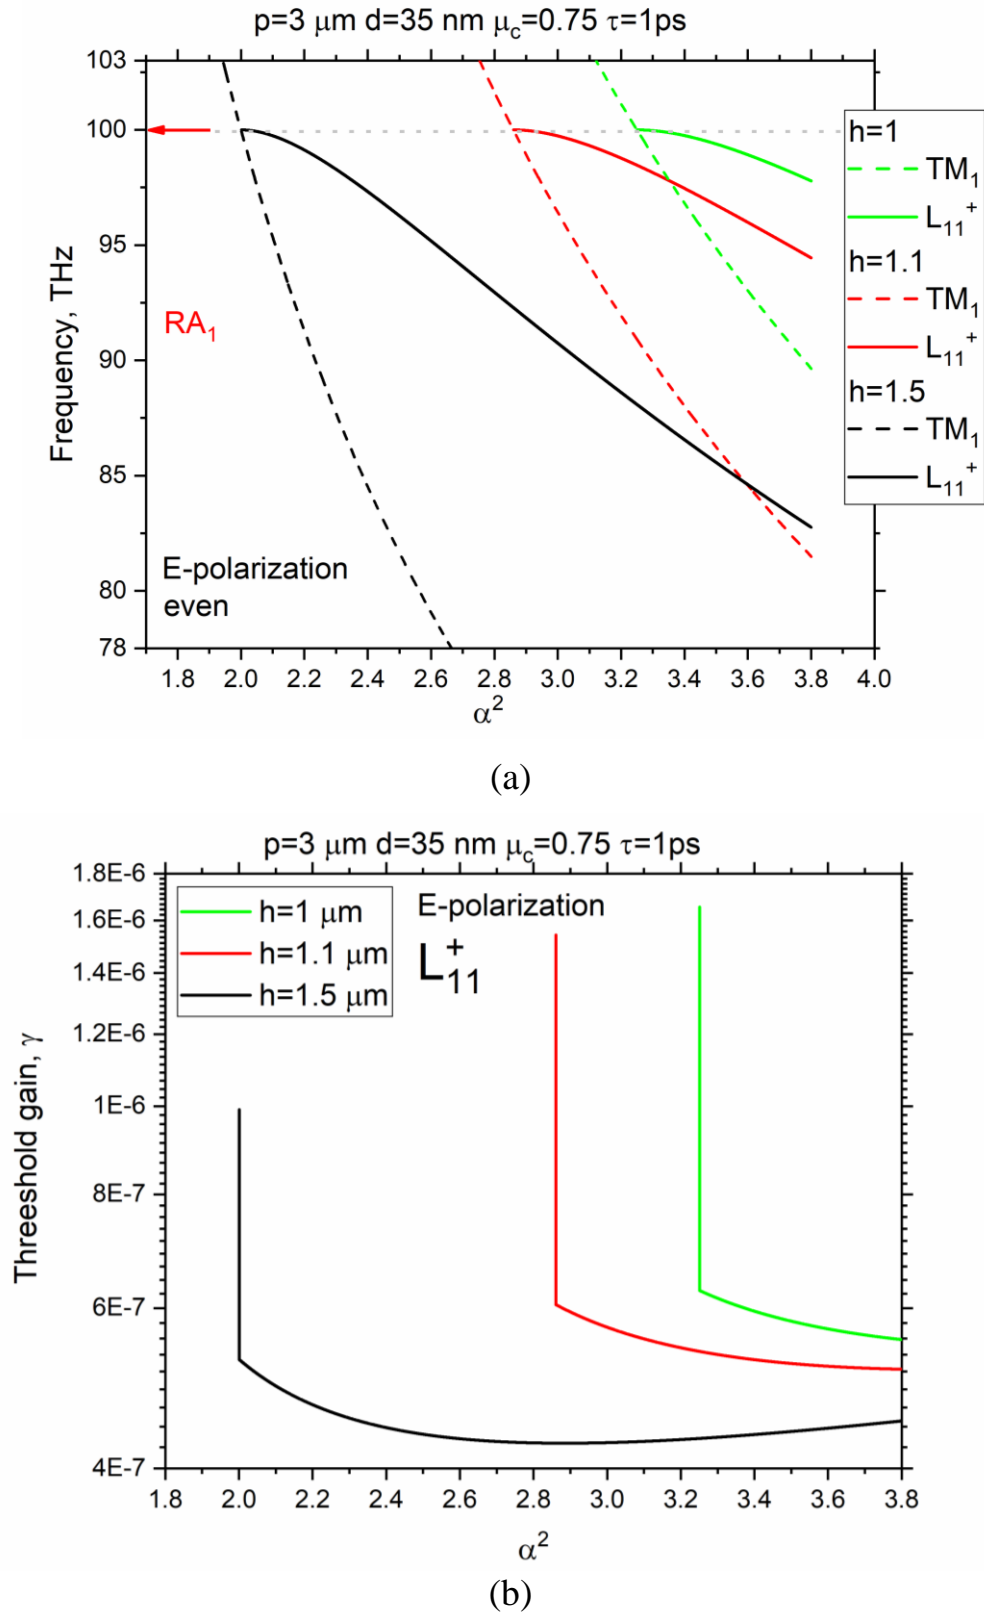 p=3 μm d=35 nm μc=0.75 τ=1ps
103
100
95
90
85
80
78
Frequency, THz
RA1
E-polarization
even
h=1
TM1
L11+
h=1.1
TM1
L11+
h=1.5
TM1
L11+
1.8 2.0 2.2 2.4 2.6 2.8 3.0 3.2 3.4 3.6 3.8 4.0
α2
(a)
p=3 μm d=35 nm μc=0.75 τ=1ps
1.8E-6
1.6E-6
1.4E-6
1.2E-6
1E-6
8E-7
6E-7
4E-7
Threeshold gain, γ
h=1 μm
h=1.1 μm
h=1.5 μm
E-polarization
L11+
1.8 2.0 2.2 2.4 2.6 2.8 3.0 3.2 3.4 3.6 3.8
α2
(b)